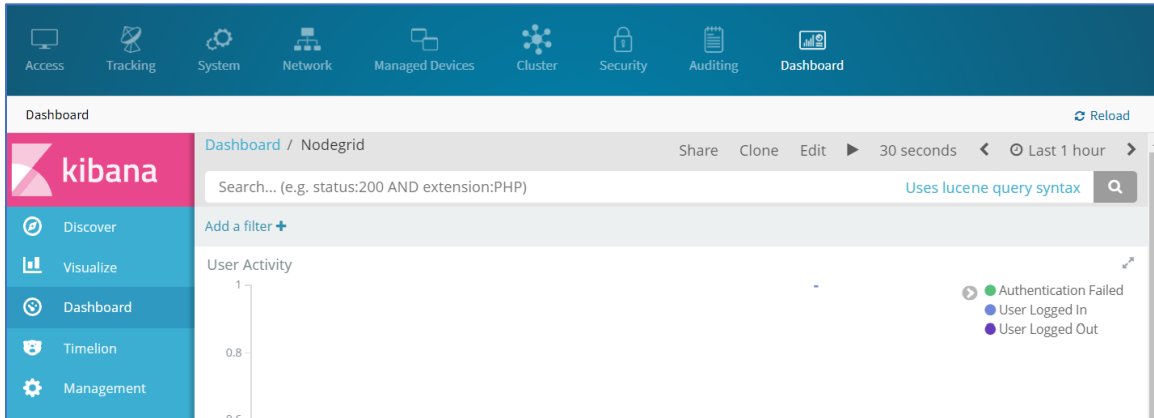 Access Tracking System Network Managed Devices Cluster Security Auditing Dashboard
Dashboard Reload
kibana
Dashboard / Nodegrid Share Clone Edit 30 seconds Last 1 hour
Search... (e.g. status:200 AND extension:PHP) Uses lucene query syntax
Discover
Visualize
Dashboard
Timelion
Management
Add a filter +
User Activity
1
0.8
0.6
Authentication Failed
User Logged In
User Logged Out